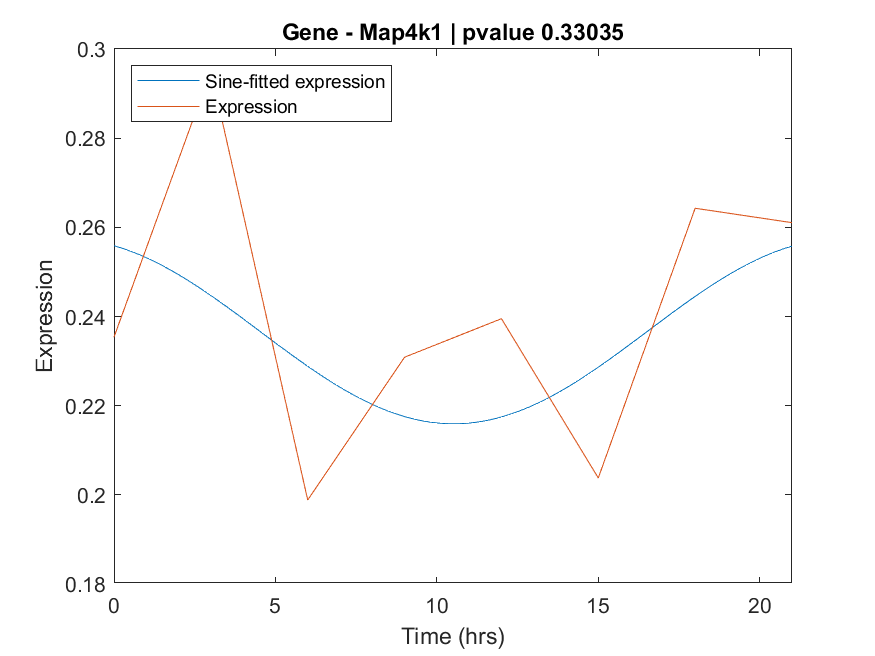 Gene - Map4k1 | pvalue 0.33035
0.3
Sine-fitted expression
Expression
0.28
0.26
0.24
0.22
0.2
0.18
Expression
0 5 10 15 20
Time (hrs)